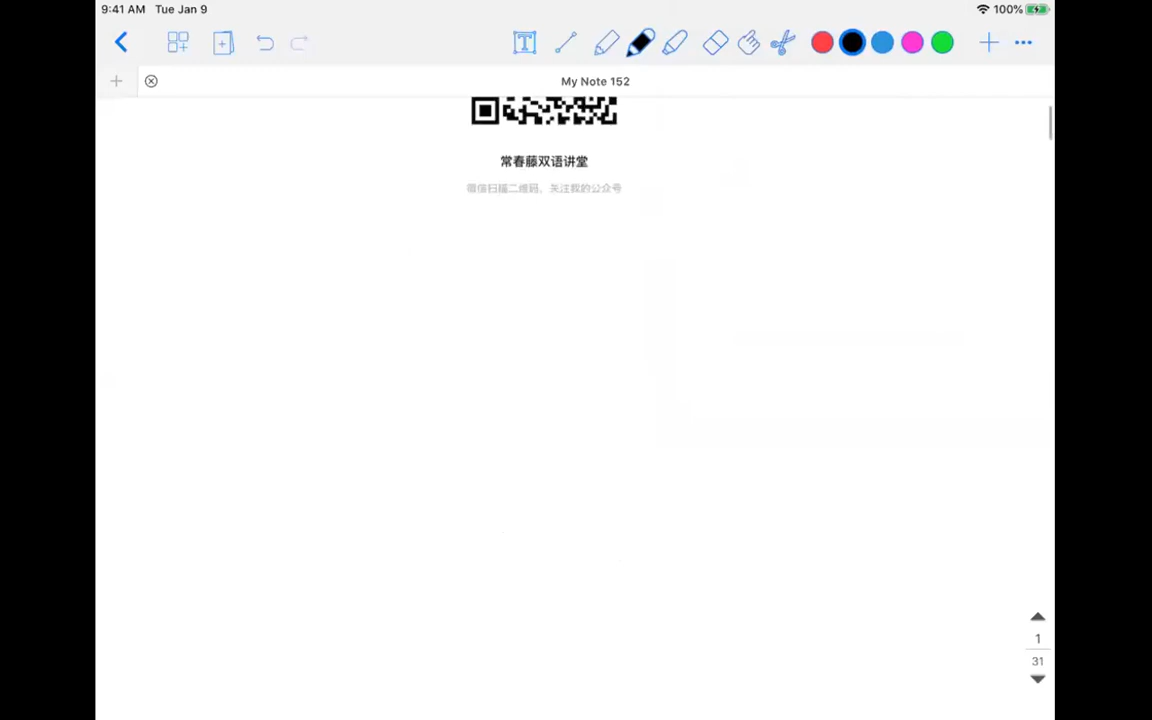 9:41 AM Tue Jan 9
100%
My Note 152
常春藤双语讲堂
微信扫描二维码，关注我的公众号
1
31